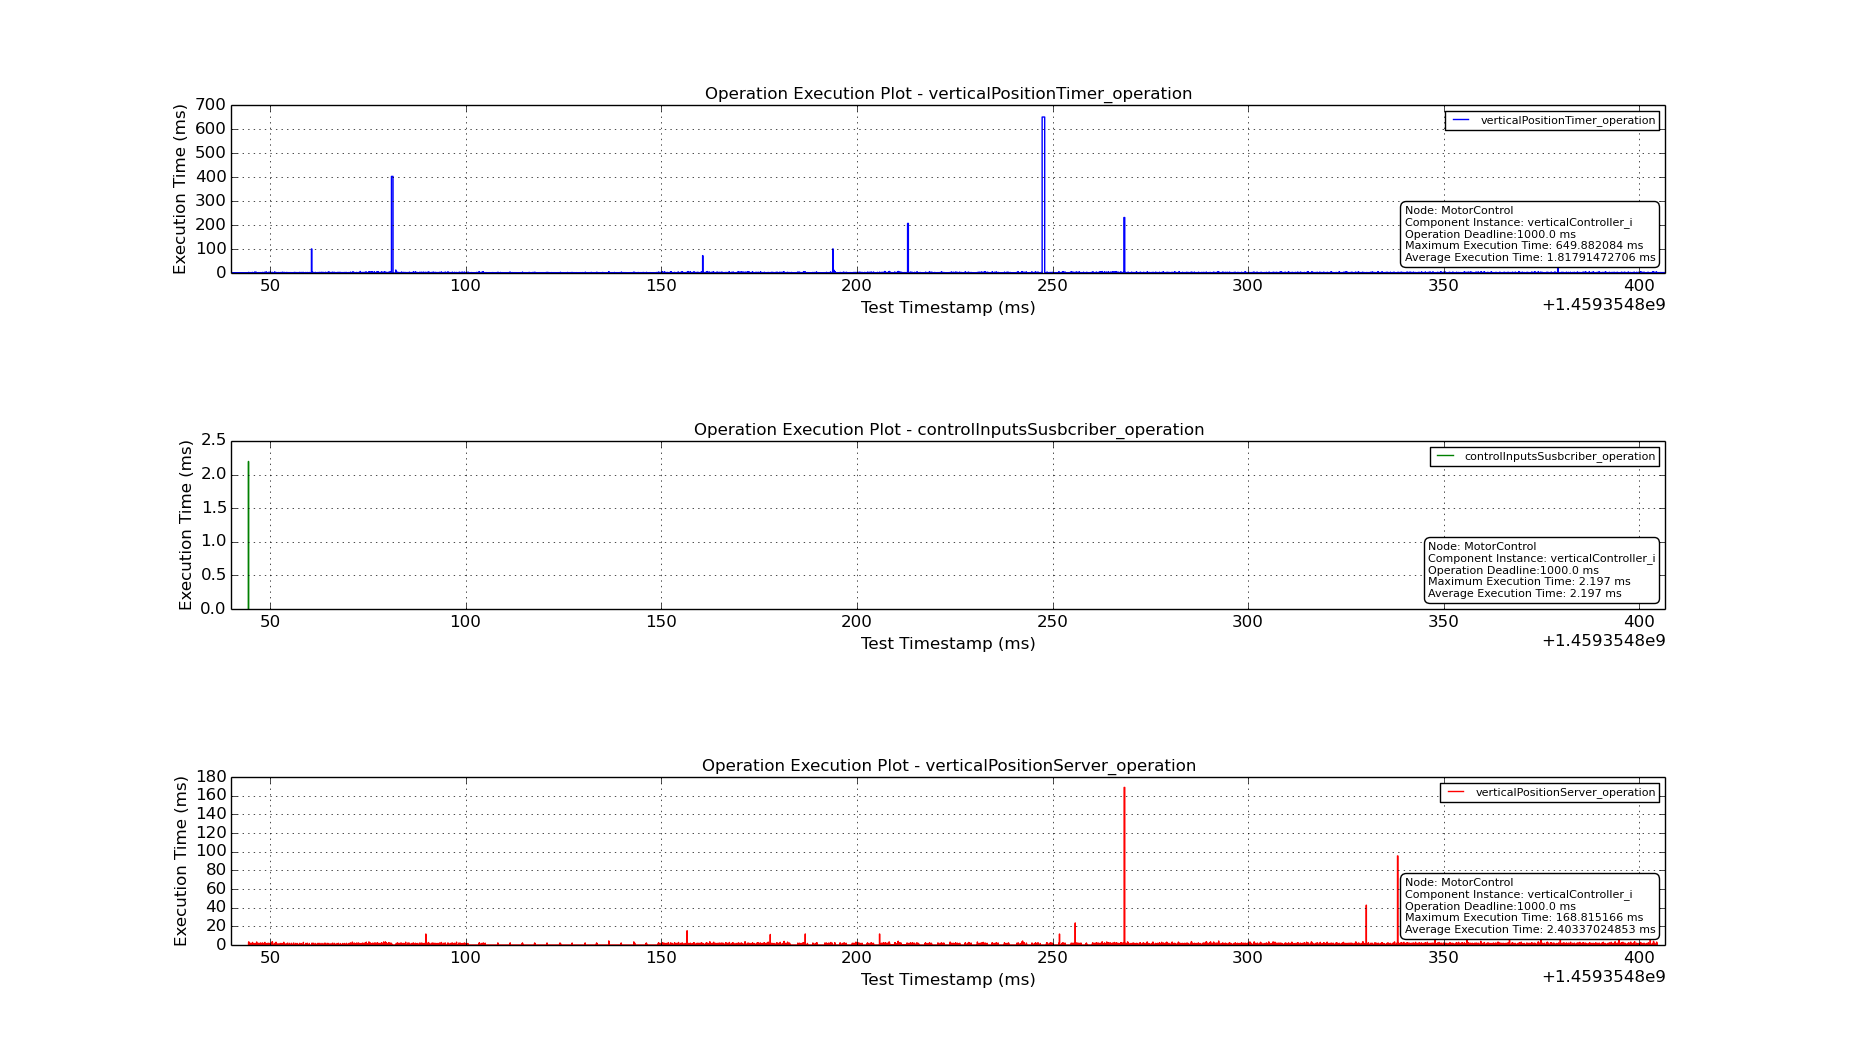 Operation Execution Plot - verticalPositionTimer_operation
700
600
500
400
300
200
100
0
Execution Time (ms)
verticalPositionTimer_operation
Node: MotorControl
Component Instance: verticalController_i
Operation Deadline:1000.0 ms
Maximum Execution Time: 649.882084 ms
Average Execution Time: 1.81791472706 ms
50 100 150 200 250 300 350 400
Test Timestamp (ms)
+1.4593548e9
Operation Execution Plot - controlInputsSusbcriber_operation
2.5
2.0
1.5
1.0
0.5
0.0
Execution Time (ms)
controlInputsSusbcriber_operation
Node: MotorControl
Component Instance: verticalController_i
Operation Deadline:1000.0 ms
Maximum Execution Time: 2.197 ms
Average Execution Time: 2.197 ms
50 100 150 200 250 300 350 400
Test Timestamp (ms)
+1.4593548e9
Operation Execution Plot - verticalPositionServer_operation
180
160
140
120
100
80
60
40
20
0
Execution Time (ms)
verticalPositionServer_operation
Node: MotorControl
Component Instance: verticalController_i
Operation Deadline:1000.0 ms
Maximum Execution Time: 168.815166 ms
Average Execution Time: 2.40337024853 ms
50 100 150 200 250 300 350 400
Test Timestamp (ms)
+1.4593548e9